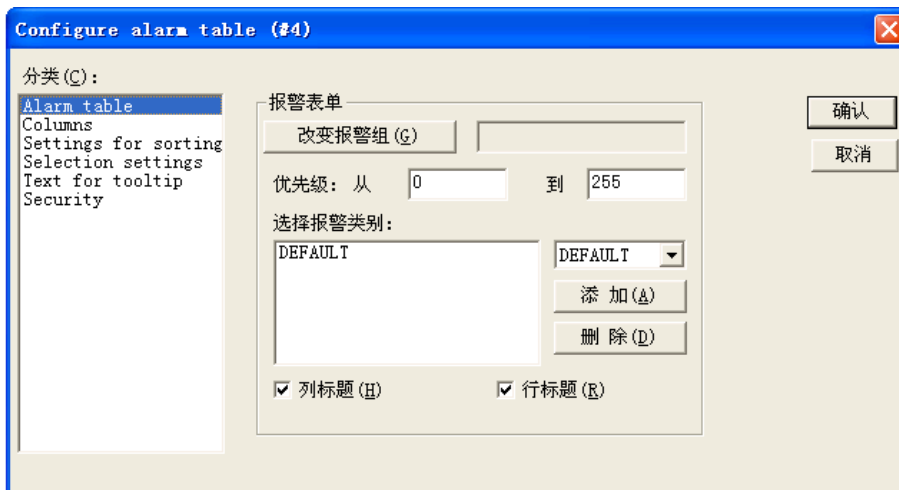 Configure alarm table (#4)
分类(C):
Alarm table
Columns
Settings for sorting
Selection settings
Text for tooltip
Security
报警表单
改变报警组(G)
优先级: 从 0 到 255
选择报警类别:
DEFAULT
DEFAULT
添 加(A)
删 除(D)
列标题(H) 行标题(R)
确认
取消